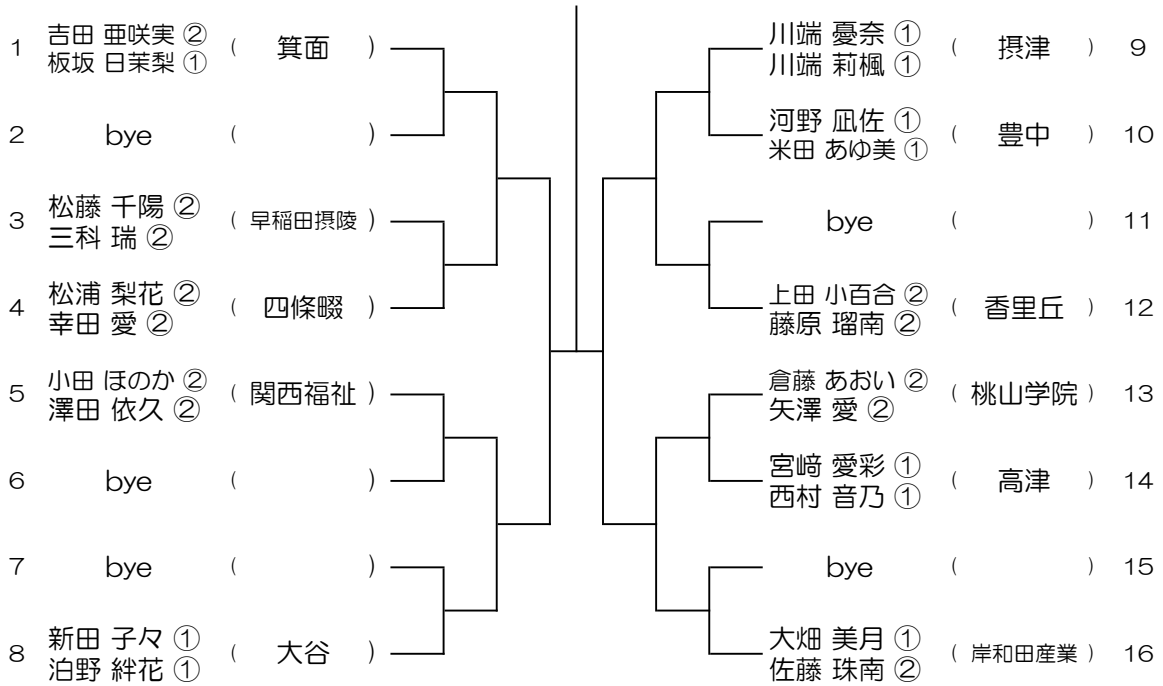 1 吉田 亜咲実 ② ( 箕面 )
板坂 日茉梨 ①
2 bye ( )
3 松藤 千陽 ② ( 早稲田摂陵 )
三科 瑞 ②
4 松浦 梨花 ② ( 四條畷 )
幸田 愛 ②
5 小田 ほのか ② ( 関西福祉 )
澤田 依久 ②
6 bye ( )
7 bye ( )
8 新田 子々 ① ( 大谷 )
泊野 絆花 ①
川端 憂奈 ① ( 摂津 ) 9
川端 莉楓 ①
河野 凪佐 ① ( 豊中 ) 10
米田 あゆ美 ①
bye ( ) 11
上田 小百合 ② ( 香里丘 ) 12
藤原 瑠南 ②
倉藤 あおい ② ( 桃山学院 ) 13
矢澤 愛 ②
宮﨑 愛彩 ① ( 高津 ) 14
西村 音乃 ①
bye ( ) 15
大畑 美月 ① ( 岸和田産業 ) 16
佐藤 珠南 ②